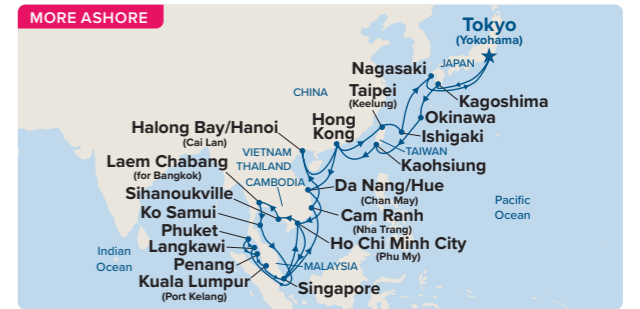 MORE ASHORE
Tokyo
(Yokohama)
Nagasaki
JAPAN
Taipei
(Keelung)
CHINA
Kagoshima
Okinawa
Hong
Kong
Ishigaki
Halong Bay/Hanoi
(Cai Lan)
TAIWAN
VIETNAM
Kaohsiung
Laem Chabang
(for Bangkok)
THAILAND
CAMBODIA
Da Nang/Hue
(Chan May)
Sihanoukville
Ko Samui
Cam Ranh
(Nha Trang)
Pacific
Ocean
Phuket
Ho Chi Minh City
(Phu My)
Langkawi
Indian
Ocean
Penang
MALAYSIA
Kuala Lumpur
(Port Kelang)
Singapore